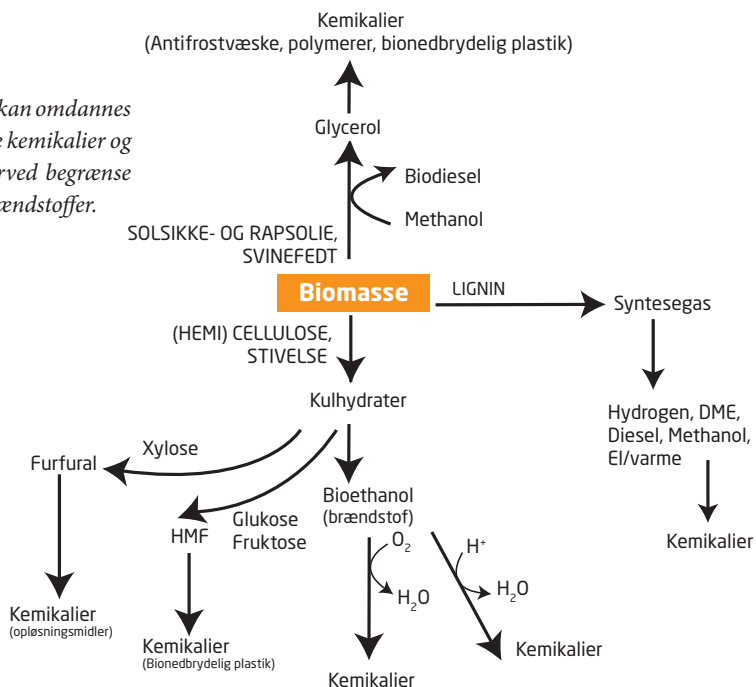 Kemikalier
(Antifrostvæske, polymerer, bionedbrydelig plastik)
kan omdannes
kemikalier og
begrænse
Glycerol
Biodiesel
Methanol
SOLSIKKE- OG RAPSOLIE,
SVINEFEDT
Biomasse
LIGNIN
Syntesegas
(HEMI) CELLULOSE,
STIVELSE
Kulhydrater
Hydrogen, DME,
Diesel, Methanol,
El/varme
Kemikalier
Xylose
Furfural
Glukose
Fruktose
HMF
Bioethanol
(brændstof)
O₂
H₂O
H⁺
H₂O
Kemikalier
(opløsningsmidler)
Kemikalier
(Bionedbrydelig plastik)
Kemikalier
Kemikalier